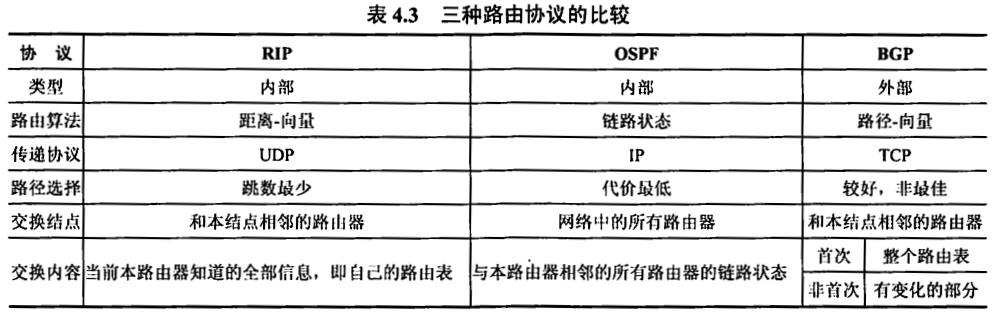 表 4.3 三种路由协议的比较
协 议 RIP OSPF BGP
类型 内部 内部 外部
路由算法 距离-向量 链路状态 路径-向量
传递协议 UDP IP TCP
路径选择 跳数最少 代价最低 较好，非最佳
交换结点 和本结点相邻的路由器 网络中的所有路由器 和本结点相邻的路由器
交换内容 当前本路由器知道的全部信息，即自己的路由表 与本路由器相邻的所有路由器的链路状态 首次 整个路由表
非首次 有变化的部分